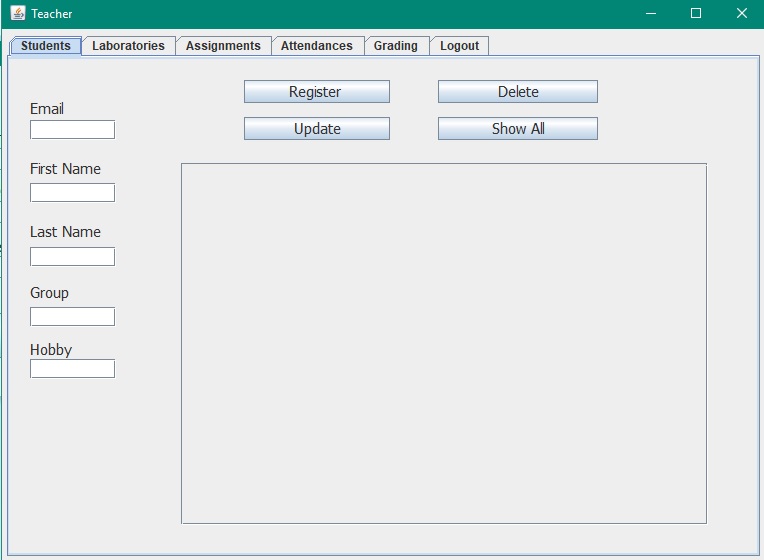 Teacher
Students Laboratories Assignments Attendances Grading Logout
Register Delete
Email
Update Show All
First Name
Last Name
Group
Hobby